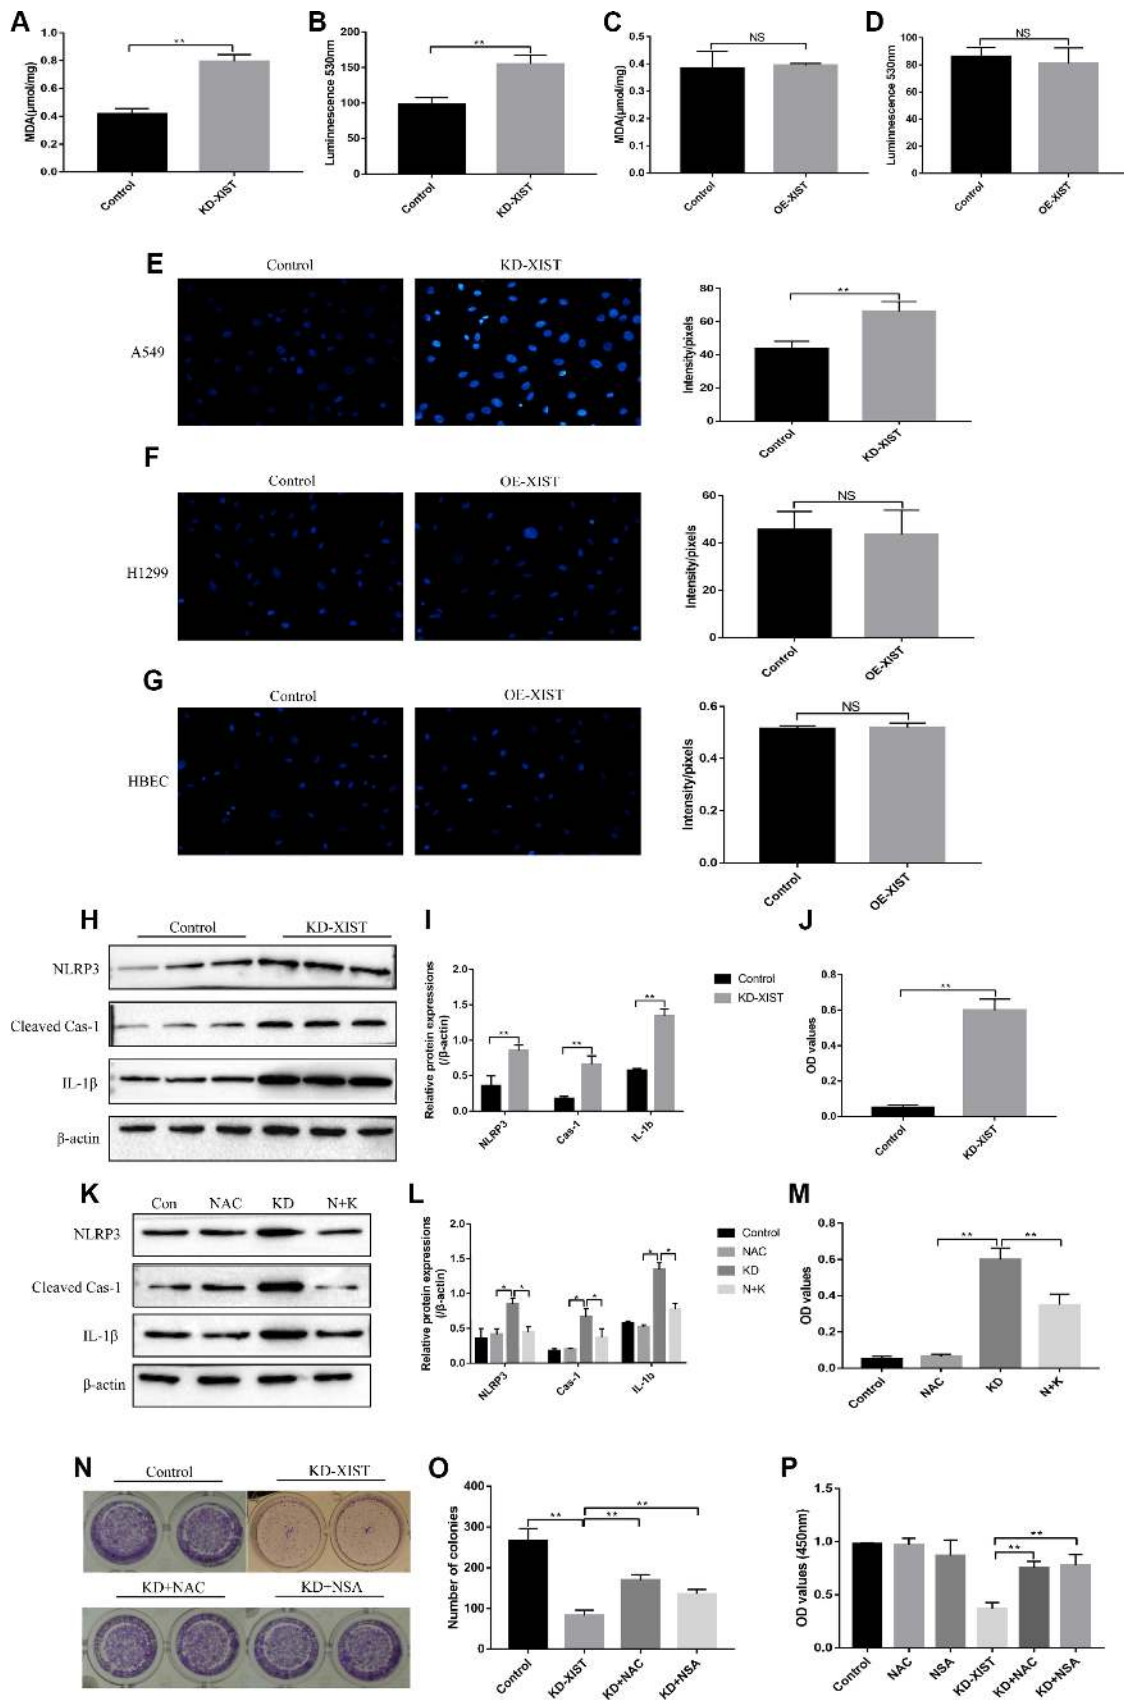 A
MDA(μmol/mg)
1.0
0.8
0.6
0.4
0.2
0.0
**
Control
KD-XIST
B
Luminnescence 530nm
200
150
100
50
0
**
Control
KD-XIST
C
MDA(μmol/mg)
0.5
0.4
0.3
0.2
0.1
0.0
NS
Control
OE-XIST
D
Luminnescence 530nm
100
80
60
40
20
0
NS
Control
OE-XIST
E
Control
KD-XIST
A549
Intensity/pixels
80
60
40
20
0
**
Control
KD-XIST
F
Control
OE-XIST
H1299
Intensity/pixels
60
40
20
0
NS
Control
OE-XIST
G
Control
OE-XIST
HBEC
Intensity/pixels
0.6
0.4
0.2
0.0
NS
Control
OE-XIST
H
Control
KD-XIST
NLRP3
Cleaved Cas-1
IL-1β
β-actin
I
Relative protein expressions
(/β-actin)
2.0
1.5
1.0
0.5
0.0
**
**
**
NLRP3
Cas-1
IL-1b
Control
KD-XIST
J
OD values
0.8
0.6
0.4
0.2
0.0
**
Control
KD-XIST
K
Con NAC KD N+K
NLRP3
Cleaved Cas-1
IL-1β
β-actin
L
Relative protein expressions
(/β-actin)
2.0
1.5
1.0
0.5
0.0
* *
* *
* *
NLRP3
Cas-1
IL-1b
Control
NAC
KD
N+K
M
OD values
0.8
0.6
0.4
0.2
0.0
** **
Control
NAC
KD
N+K
N
Control
KD-XIST
KD+NAC
KD+NSA
O
Number of colonies
400
300
200
100
0
**
** **
Control
KD-XIST
KD+NAC
KD+NSA
P
OD values (450nm)
1.5
1.0
0.5
0.0
**
**
Control
NAC
NSA
KD-XIST
KD+NAC
KD+NSA